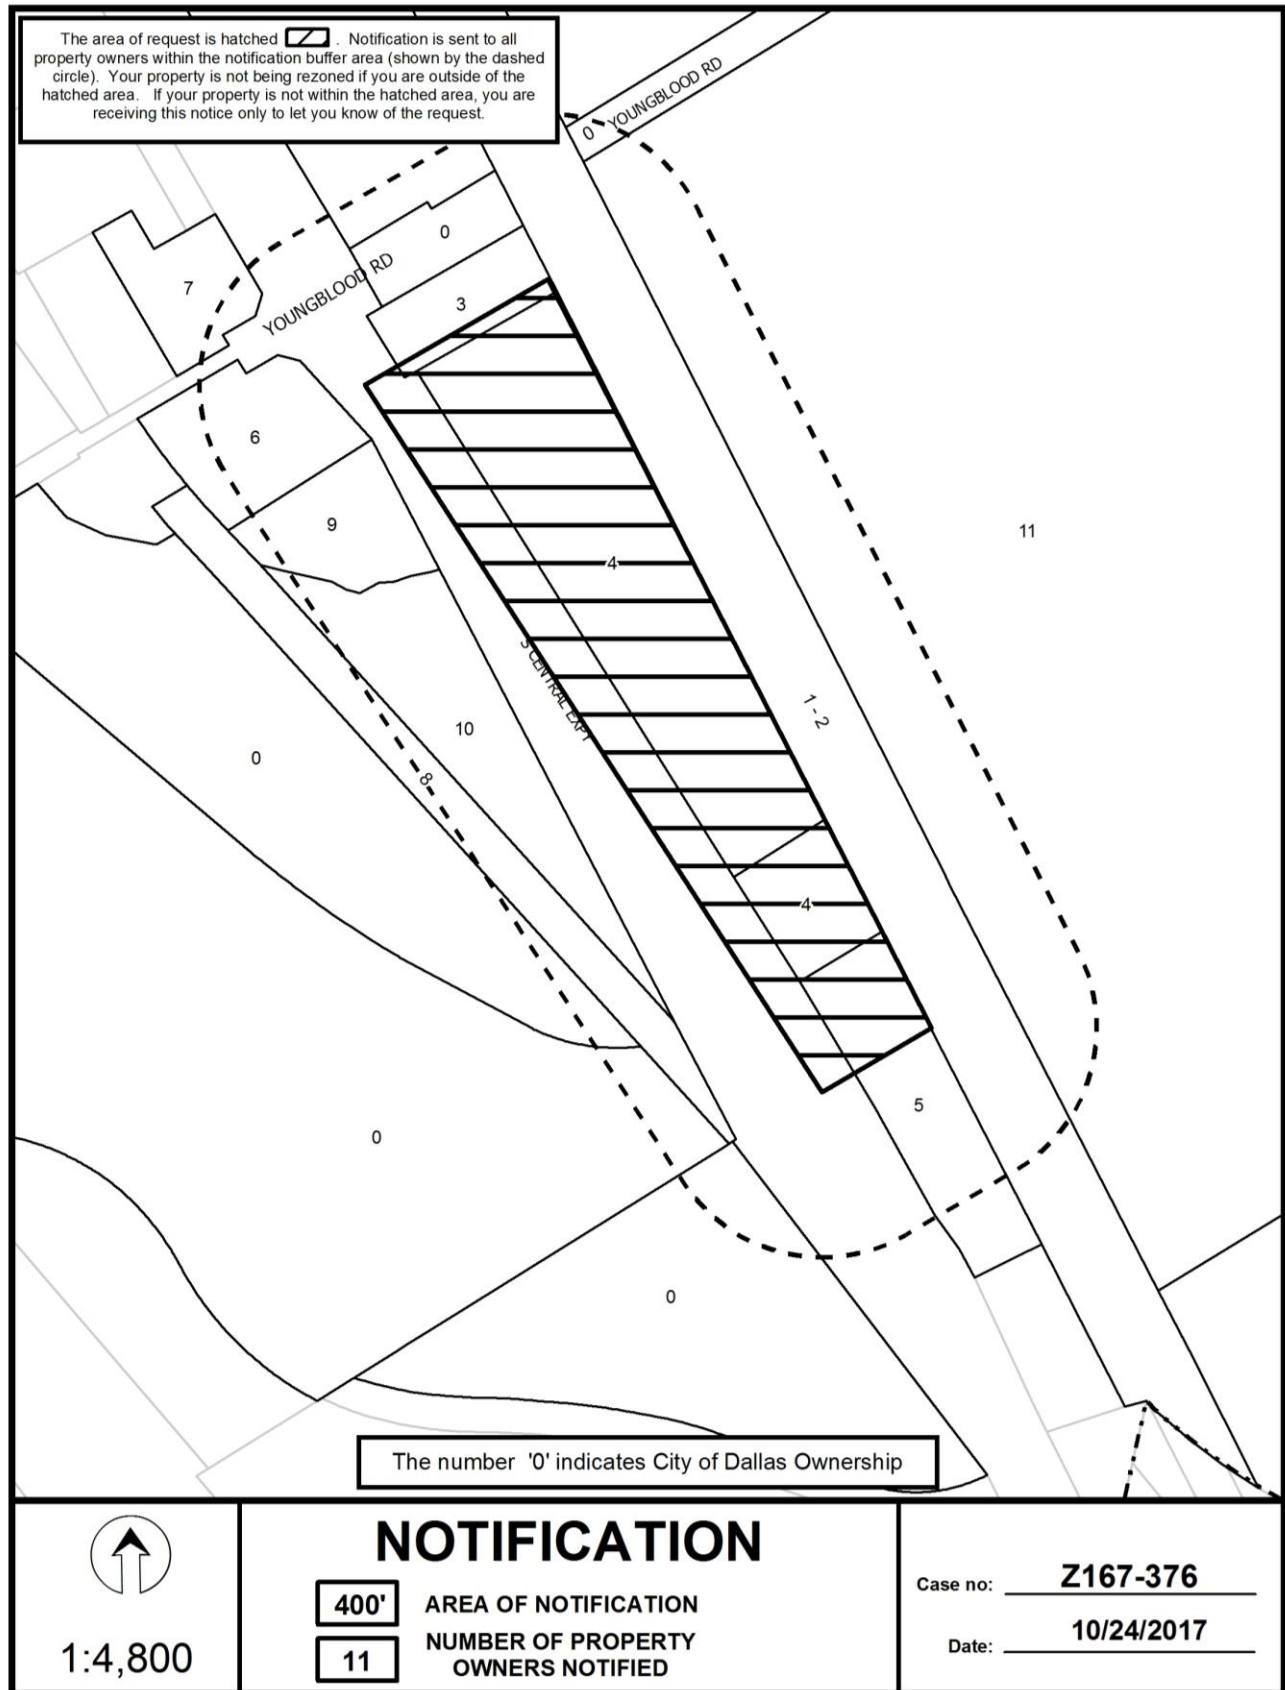 The area of request is hatched . Notification is sent to all
property owners within the notification buffer area (shown by the dashed
circle). Your property is not being rezoned if you are outside of the
hatched area. If your property is not within the hatched area, you are
receiving this notice only to let you know of the request.
YOUNGBLOOD RD
0
0
7
YOUNGBLOOD RD
3
6
9
11
4
S CENTRAL EXPY
1 - 2
10
0
8
4
5
0
0
The number '0' indicates City of Dallas Ownership
NOTIFICATION
400' AREA OF NOTIFICATION
11 NUMBER OF PROPERTY
OWNERS NOTIFIED
1:4,800
Case no: Z167-376
Date: 10/24/2017